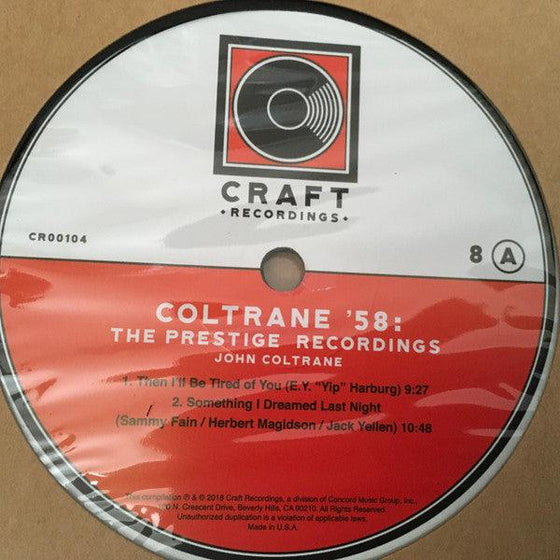 CRAFT
• RECORDINGS •
CR00104
8 A
COLTRANE '58:
THE PRESTIGE RECORDINGS
JOHN COLTRANE
1. Then I'll Be Tired of You (E.Y. "Yip" Harburg) 9:27
2. Something I Dreamed Last Night
(Sammy Fain / Herbert Magidson / Jack Yellen) 10:48
This compilation ℗ & © 2018 Craft Recordings, a division of Concord Music Group, Inc.,
N. Crescent Drive, Beverly Hills, CA 90210. All Rights Reserved.
Unauthorized duplication is a violation of applicable laws.
Made in U.S.A.